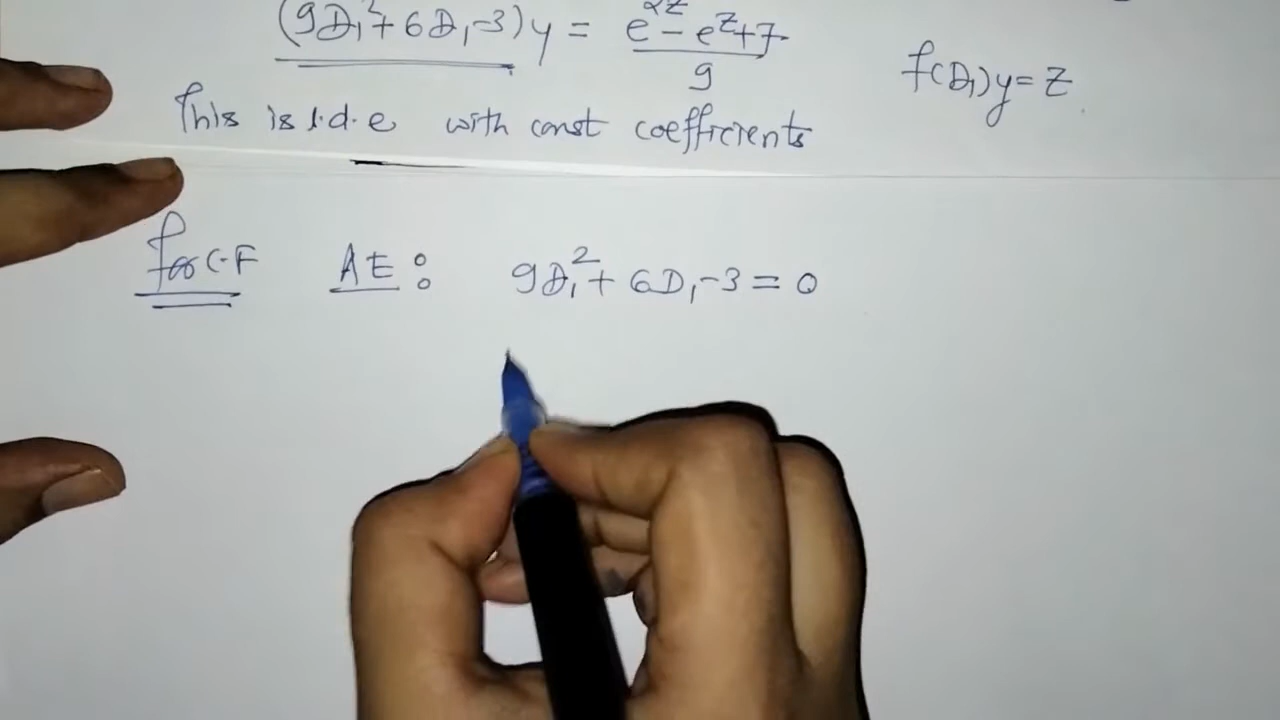 (9D₁²+6D₁-3)y = e^{2z} - e^z+7 / 9
f(D₁)y = z
This is l.d.e with const coefficients
for C.F AE: 9D₁²+6D₁-3=0